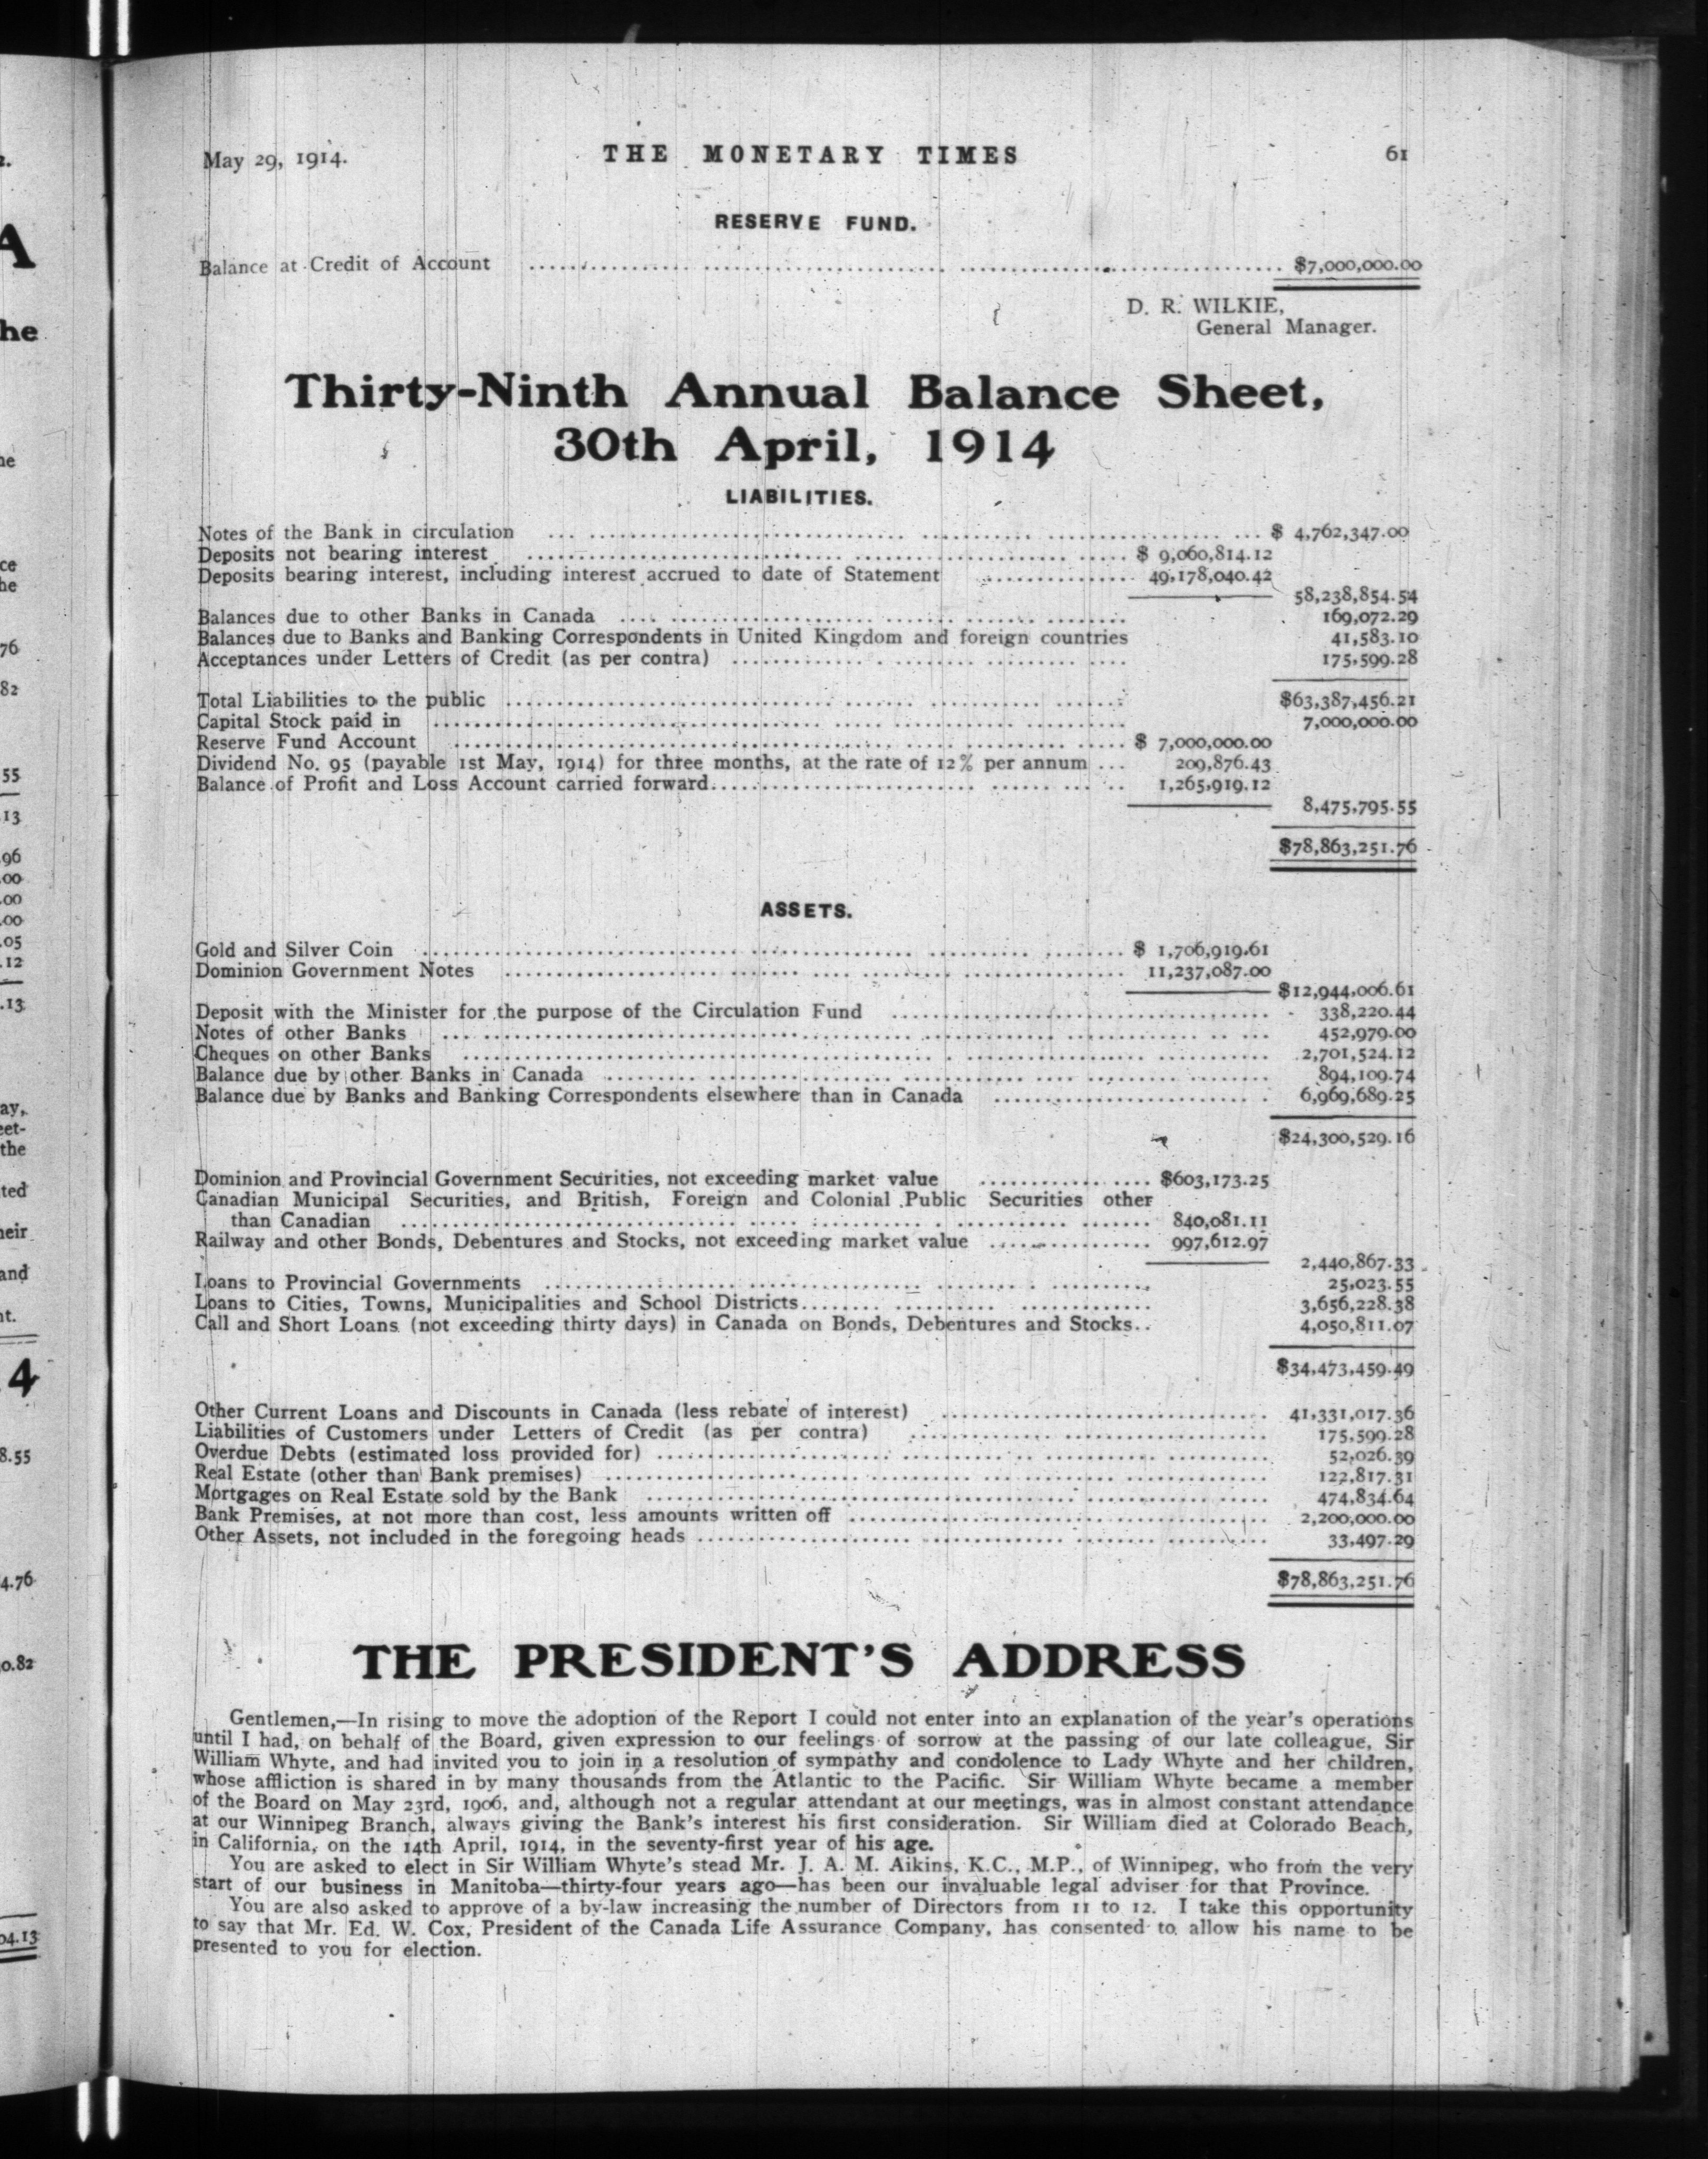 May 29, 1914. THE MONETARY TIMES 61
RESERVE FUND.
Balance at Credit of Account $7,000,000.00
D. R. WILKIE,
General Manager.
Thirty-Ninth Annual Balance Sheet,
30th April, 1914
LIABILITIES.
Notes of the Bank in circulation $ 4,762,347.00
Deposits not bearing interest $ 9,060,814.12
Deposits bearing interest, including interest accrued to date of Statement 49,178,040.42
58,238,854.54
Balances due to other Banks in Canada 169,072.29
Balances due to Banks and Banking Correspondents in United Kingdom and foreign countries 41,583.10
Acceptances under Letters of Credit (as per contra) 175,599.28
Total Liabilities to the public $63,387,456.21
Capital Stock paid in 7,000,000.00
Reserve Fund Account $ 7,000,000.00
Dividend No. 95 (payable 1st May, 1914) for three months, at the rate of 12% per annum 209,876.43
Balance of Profit and Loss Account carried forward 1,265,919.12
8,475,795.55
$78,863,251.76
ASSETS.
Gold and Silver Coin $ 1,706,919.61
Dominion Government Notes 11,237,087.00
$12,944,006.61
Deposit with the Minister for the purpose of the Circulation Fund 338,220.44
Notes of other Banks 452,979.00
Cheques on other Banks 2,701,524.12
Balance due by other Banks in Canada 894,109.74
Balance due by Banks and Banking Correspondents elsewhere than in Canada 6,969,689.25
$24,300,529.16
Dominion and Provincial Government Securities, not exceeding market value $603,173.25
Canadian Municipal Securities, and British, Foreign and Colonial Public Securities other
than Canadian 840,081.11
Railway and other Bonds, Debentures and Stocks, not exceeding market value 997,612.97
2,440,867.33
Loans to Provincial Governments 25,023.55
Loans to Cities, Towns, Municipalities and School Districts 3,656,228.38
Call and Short Loans (not exceeding thirty days) in Canada on Bonds, Debentures and Stocks 4,050,811.07
$34,473,459.49
Other Current Loans and Discounts in Canada (less rebate of interest) 41,331,017.36
Liabilities of Customers under Letters of Credit (as per contra) 175,599.28
Overdue Debts (estimated loss provided for) 52,026.39
Real Estate (other than Bank premises) 122,817.31
Mortgages on Real Estate sold by the Bank 474,834.64
Bank Premises, at not more than cost, less amounts written off 2,200,000.00
Other Assets, not included in the foregoing heads 33,497.29
$78,863,251.76
THE PRESIDENT'S ADDRESS
Gentlemen,—In rising to move the adoption of the Report I could not enter into an explanation of the year's operations
until I had, on behalf of the Board, given expression to our feelings of sorrow at the passing of our late colleague, Sir
William Whyte, and had invited you to join in a resolution of sympathy and condolence to Lady Whyte and her children,
whose affliction is shared in by many thousands from the Atlantic to the Pacific. Sir William Whyte became a member
of the Board on May 23rd, 1906, and, although not a regular attendant at our meetings, was in almost constant attendance
at our Winnipeg Branch, always giving the Bank's interest his first consideration. Sir William died at Colorado Beach,
in California, on the 14th April, 1914, in the seventy-first year of his age.
You are asked to elect in Sir William Whyte's stead Mr. J. A. M. Aikins, K.C., M.P., of Winnipeg, who from the very
start of our business in Manitoba—thirty-four years ago—has been our invaluable legal adviser for that Province.
You are also asked to approve of a by-law increasing the number of Directors from 11 to 12. I take this opportunity
to say that Mr. Ed. W. Cox, President of the Canada Life Assurance Company, has consented to allow his name to be
presented to you for election.